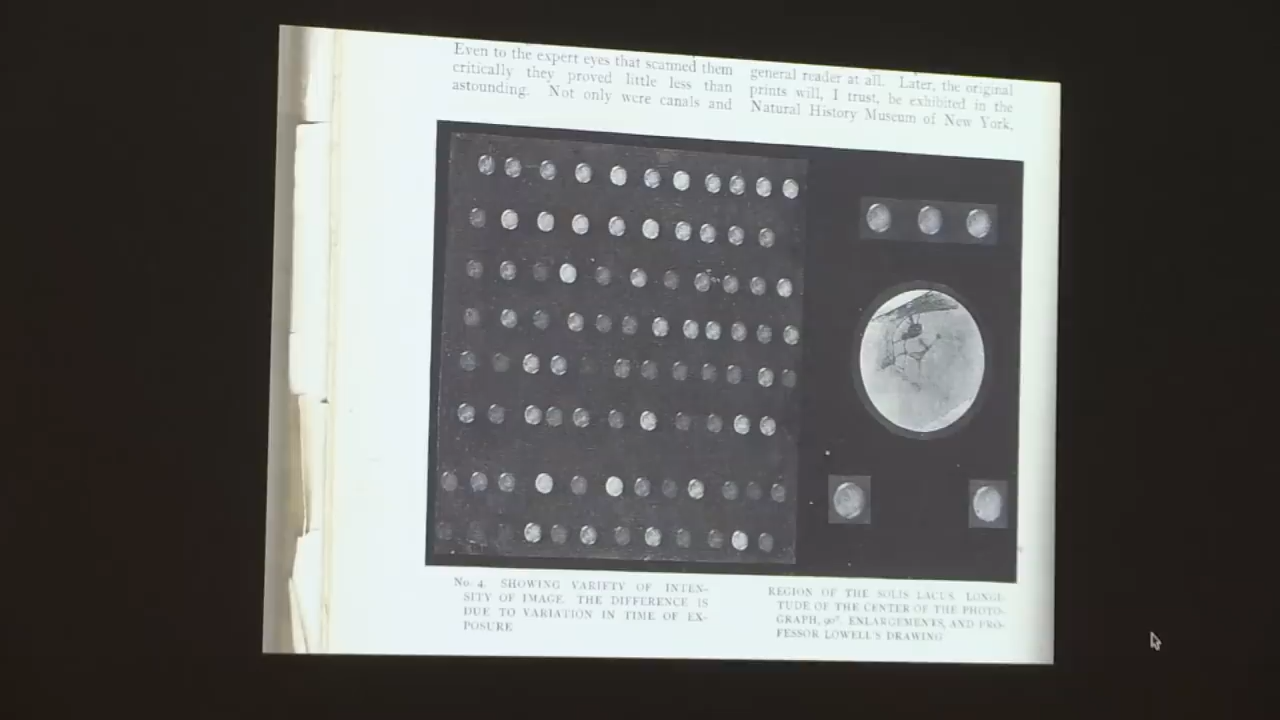 Even to the expert eyes that scanned them
critically they proved little less than
astounding. Not only were canals and
general reader at all. Later, the original
prints will, I trust, be exhibited in the
Natural History Museum of New York,
No. 4. SHOWING VARIETY OF INTEN-
SITY OF IMAGE. THE DIFFERENCE IS
DUE TO VARIATION IN TIME OF EX-
POSURE
REGION OF THE SOLIS LACUS. LONGI-
TUDE OF THE CENTER OF THE PHOTO-
GRAPH, 90°. ENLARGEMENTS, AND PRO-
FESSOR LOWELL'S DRAWING